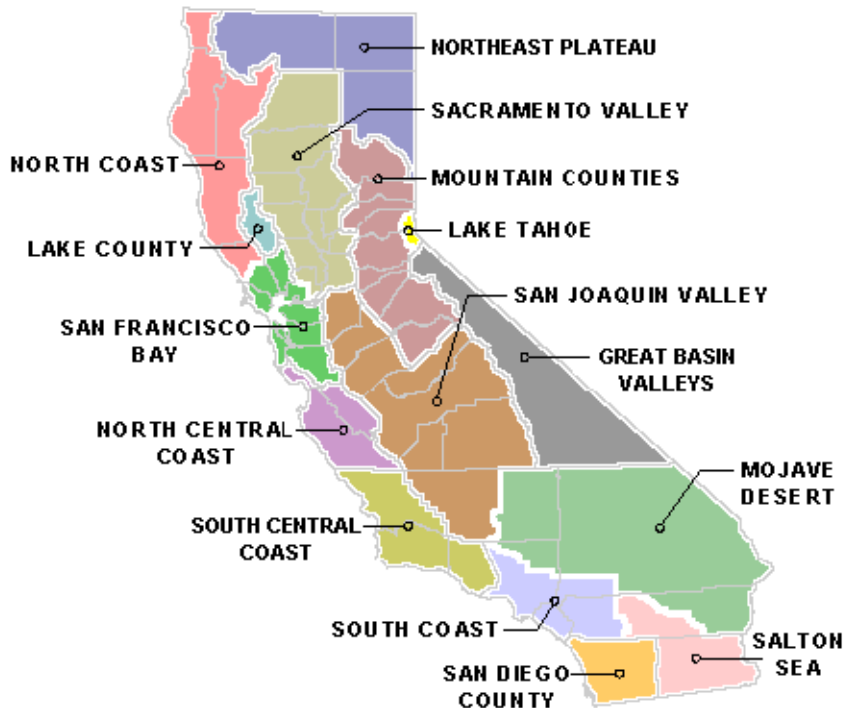 NORTHEAST PLATEAU
SACRAMENTO VALLEY
NORTH COAST
MOUNTAIN COUNTIES
LAKE TAHOE
LAKE COUNTY
SAN JOAQUIN VALLEY
SAN FRANCISCO
BAY
GREAT BASIN
VALLEYS
NORTH CENTRAL
COAST
MOJAVE
DESERT
SOUTH CENTRAL
COAST
SOUTH COAST
SALTON
SEA
SAN DIEGO
COUNTY